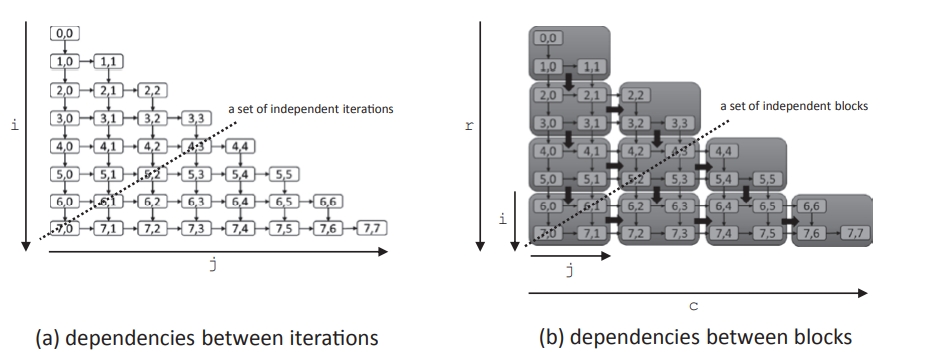 0,0
1,0 1,1
2,0 2,1 2,2
3,0 3,1 3,2 3,3
a set of independent iterations
i
4,0 4,1 4,2 4,3 4,4
5,0 5,1 5,2 5,3 5,4 5,5
6,0 6,1 6,2 6,3 6,4 6,5 6,6
7,0 7,1 7,2 7,3 7,4 7,5 7,6 7,7
j
(a) dependencies between iterations
0,0
1,0 1,1
2,0 2,1 2,2
a set of independent blocks
r
3,0 3,1 3,2 3,3
4,0 4,1 4,2 4,3 4,4
5,0 5,1 5,2 5,3 5,4 5,5
6,0 6,1 6,2 6,3 6,4 6,5 6,6
i
7,0 7,1 7,2 7,3 7,4 7,5 7,6 7,7
j
c
(b) dependencies between blocks